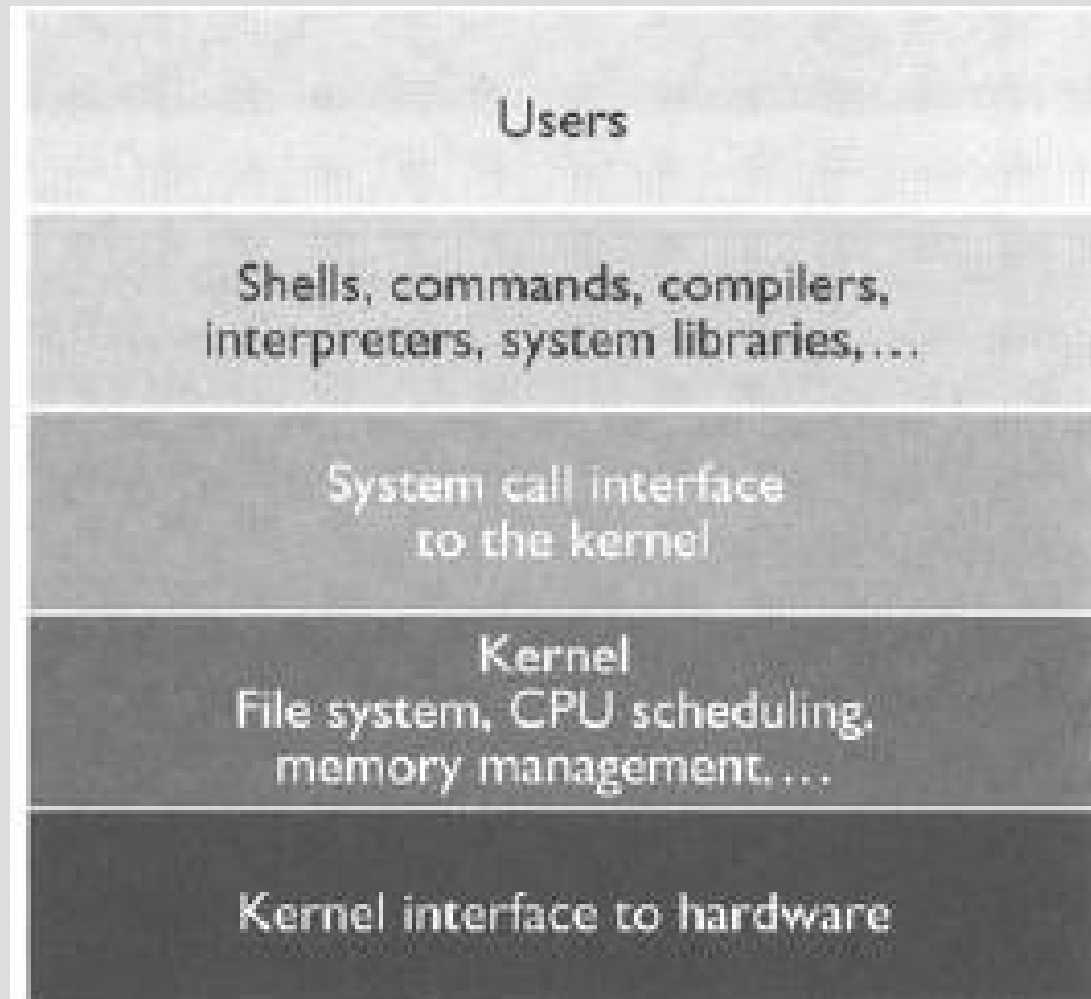 Users
Shells, commands, compilers,
interpreters, system libraries,...
System call interface
to the kernel
Kernel
File system, CPU scheduling,
memory management,...
Kernel interface to hardware